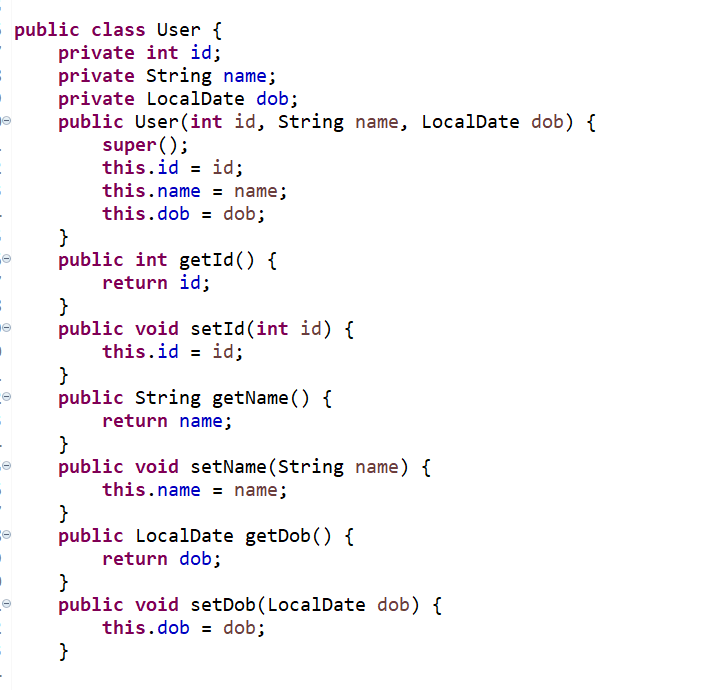 public class User {
    private int id;
    private String name;
    private LocalDate dob;
    public User(int id, String name, LocalDate dob) {
        super();
        this.id = id;
        this.name = name;
        this.dob = dob;
    }
    public int getId() {
        return id;
    }
    public void setId(int id) {
        this.id = id;
    }
    public String getName() {
        return name;
    }
    public void setName(String name) {
        this.name = name;
    }
    public LocalDate getDob() {
        return dob;
    }
    public void setDob(LocalDate dob) {
        this.dob = dob;
    }